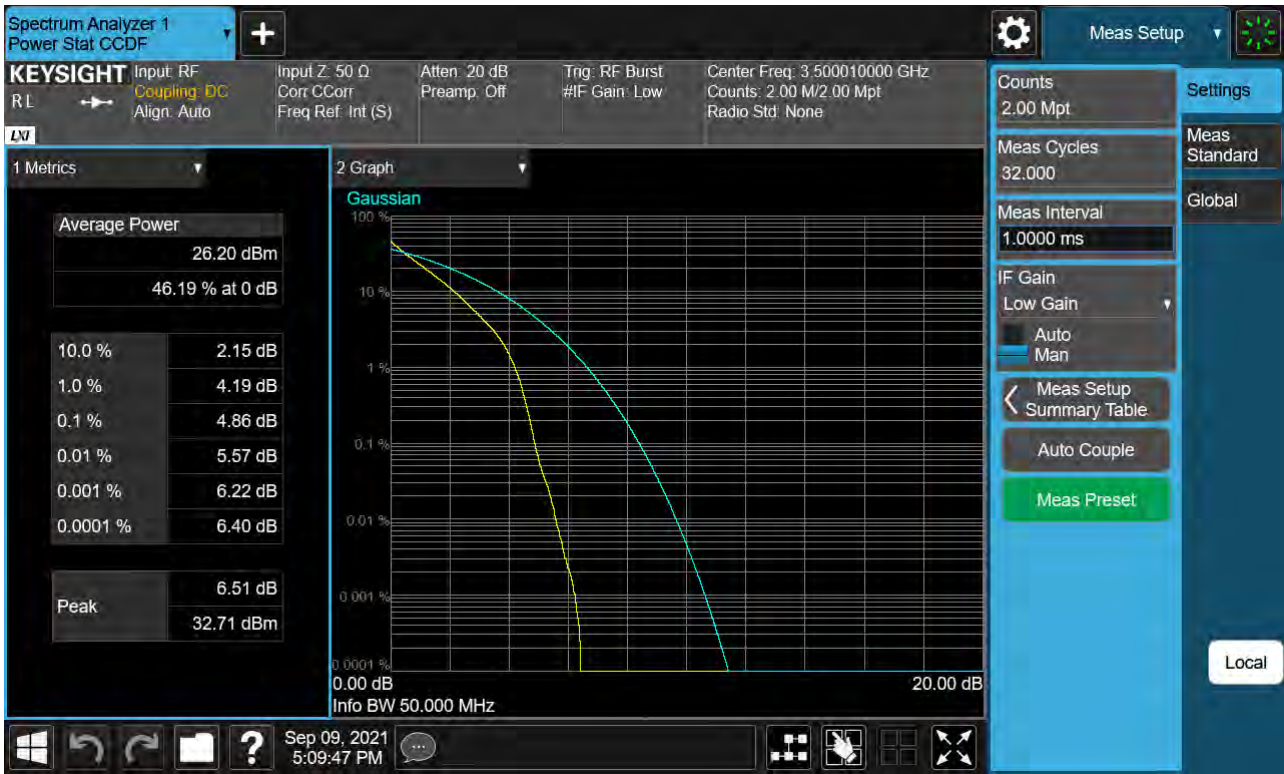 Spectrum Analyzer 1
Power Stat CCDF
+
Meas Setup
KEYSIGHT
RL
LXI
Input: RF
Coupling: DC
Align: Auto
Input Z: 50 Ω
Corr CCorr
Freq Ref: Int (S)
Atten: 20 dB
Preamp: Off
Trig: RF Burst
#IF Gain: Low
Center Freq: 3.500010000 GHz
Counts: 2.00 M/2.00 Mpt
Radio Std: None
1 Metrics
Average Power
26.20 dBm
46.19 % at 0 dB
10.0 % 2.15 dB
1.0 % 4.19 dB
0.1 % 4.86 dB
0.01 % 5.57 dB
0.001 % 6.22 dB
0.0001 % 6.40 dB
Peak 6.51 dB
32.71 dBm
2 Graph
Gaussian
100 %
10 %
1 %
0.1 %
0.01 %
0.001 %
0.0001 %
0.00 dB 20.00 dB
Info BW 50.000 MHz
Counts
2.00 Mpt
Meas Cycles
32.000
Meas Interval
1.0000 ms
IF Gain
Low Gain
Auto
Man
Meas Setup
Summary Table
Auto Couple
Meas Preset
Settings
Meas
Standard
Global
Local
?
Sep 09, 2021
5:09:47 PM